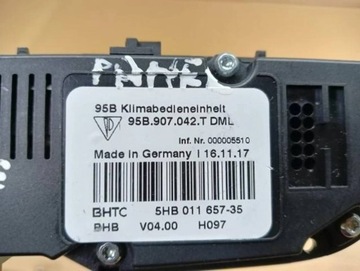 PANEL
95B Klimabedieneinheit
95B.907.042.T DML
Inf. Nr. 000005510
Made in Germany | 16.11.17
BHTC 5HB 011 657-35
BHB V04.00 H097